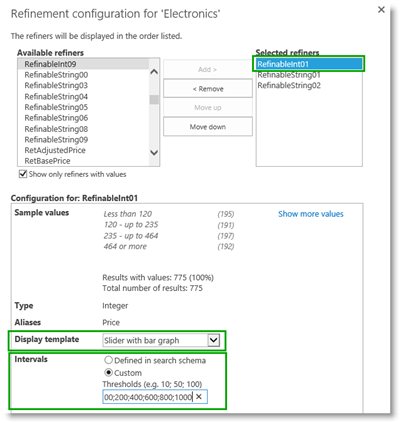 Refinement configuration for 'Electronics'
The refiners will be displayed in the order listed.
Available refiners
Selected refiners
RefinableInt09
RefinableString00
RefinableString03
RefinableString04
RefinableString05
RefinableString06
RefinableString08
RefinableString09
RetAdjustedPrice
RetBasePrice
Add >
< Remove
Move up
Move down
RefinableInt01
RefinableString01
RefinableString02
Show only refiners with values
Configuration for: RefinableInt01
Sample values
Less than 120 (195)
120 - up to 235 (191)
235 - up to 464 (197)
464 or more (192)
Show more values
Results with values: 775 (100%)
Total number of results: 775
Type Integer
Aliases Price
Display template Slider with bar graph
Intervals Defined in search schema
Custom
Thresholds (e.g. 10; 50; 100)
00;200;400;600;800;1000